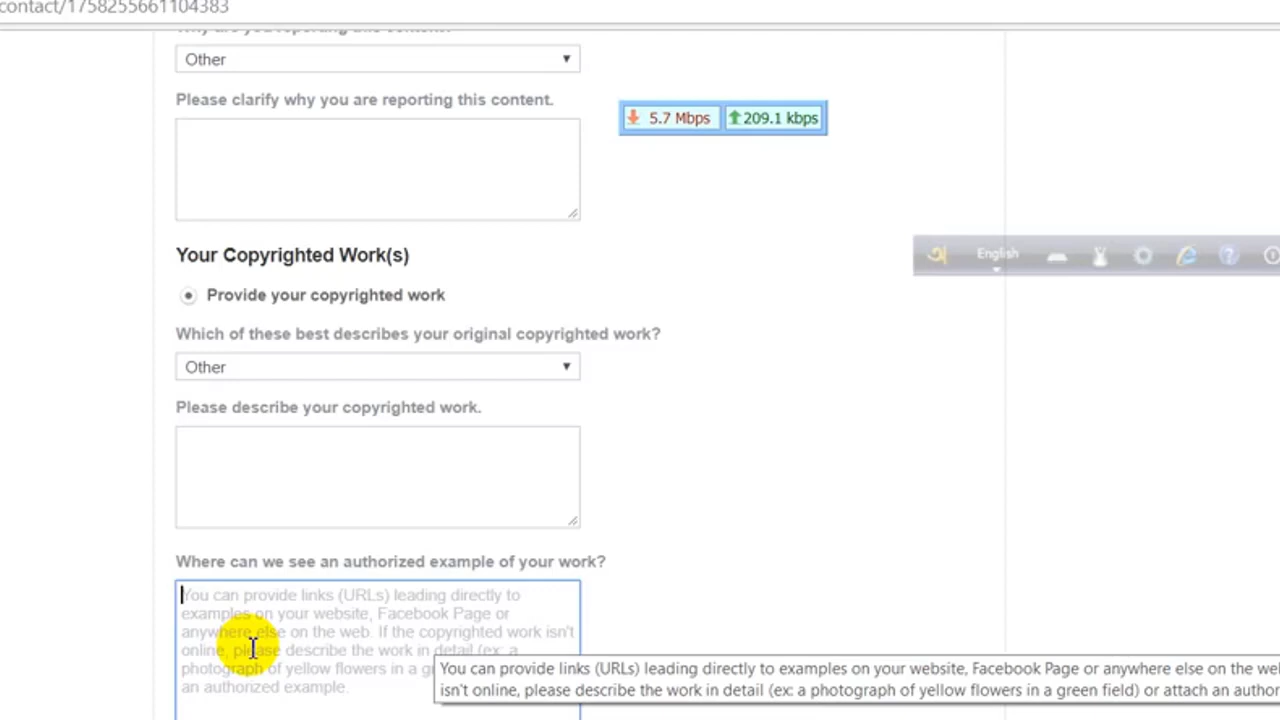 contact/1758255661104383
Why are you reporting this content?
Other
Please clarify why you are reporting this content.
5.7 Mbps 209.1 kbps
Your Copyrighted Work(s)
English
Provide your copyrighted work
Which of these best describes your original copyrighted work?
Other
Please describe your copyrighted work.
Where can we see an authorized example of your work?
You can provide links (URLs) leading directly to
examples on your website, Facebook Page or
anywhere else on the web. If the copyrighted work isn't
online, please describe the work in detail (ex: a
photograph of yellow flowers in a g
an authorized example.
You can provide links (URLs) leading directly to examples on your website, Facebook Page or anywhere else on the we
isn't online, please describe the work in detail (ex: a photograph of yellow flowers in a green field) or attach an author